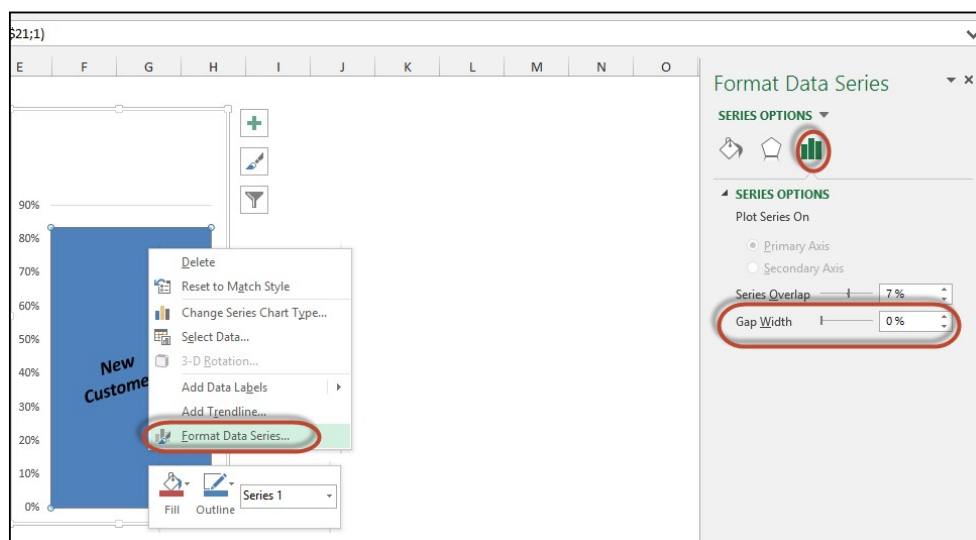 $21;1)
E F G H I J K L M N O
90%
80%
70%
60%
50%
40%
30%
20%
10%
0%
New
Custome
Delete
Reset to Match Style
Change Series Chart Type...
Select Data...
3-D Rotation...
Add Data Labels
Add Trendline...
Format Data Series...
Fill Outline Series 1
Format Data Series
SERIES OPTIONS
SERIES OPTIONS
Plot Series On
Primary Axis
Secondary Axis
Series Overlap 7 %
Gap Width 0 %